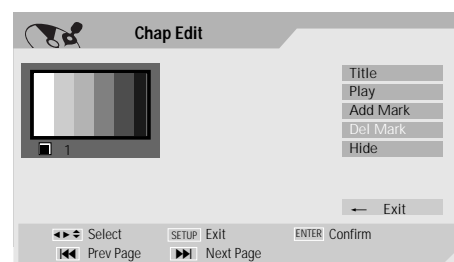 Chap Edit
Title
Play
Add Mark
Del Mark
Hide
1
← Exit
Select SETUP Exit ENTER Confirm
Prev Page Next Page